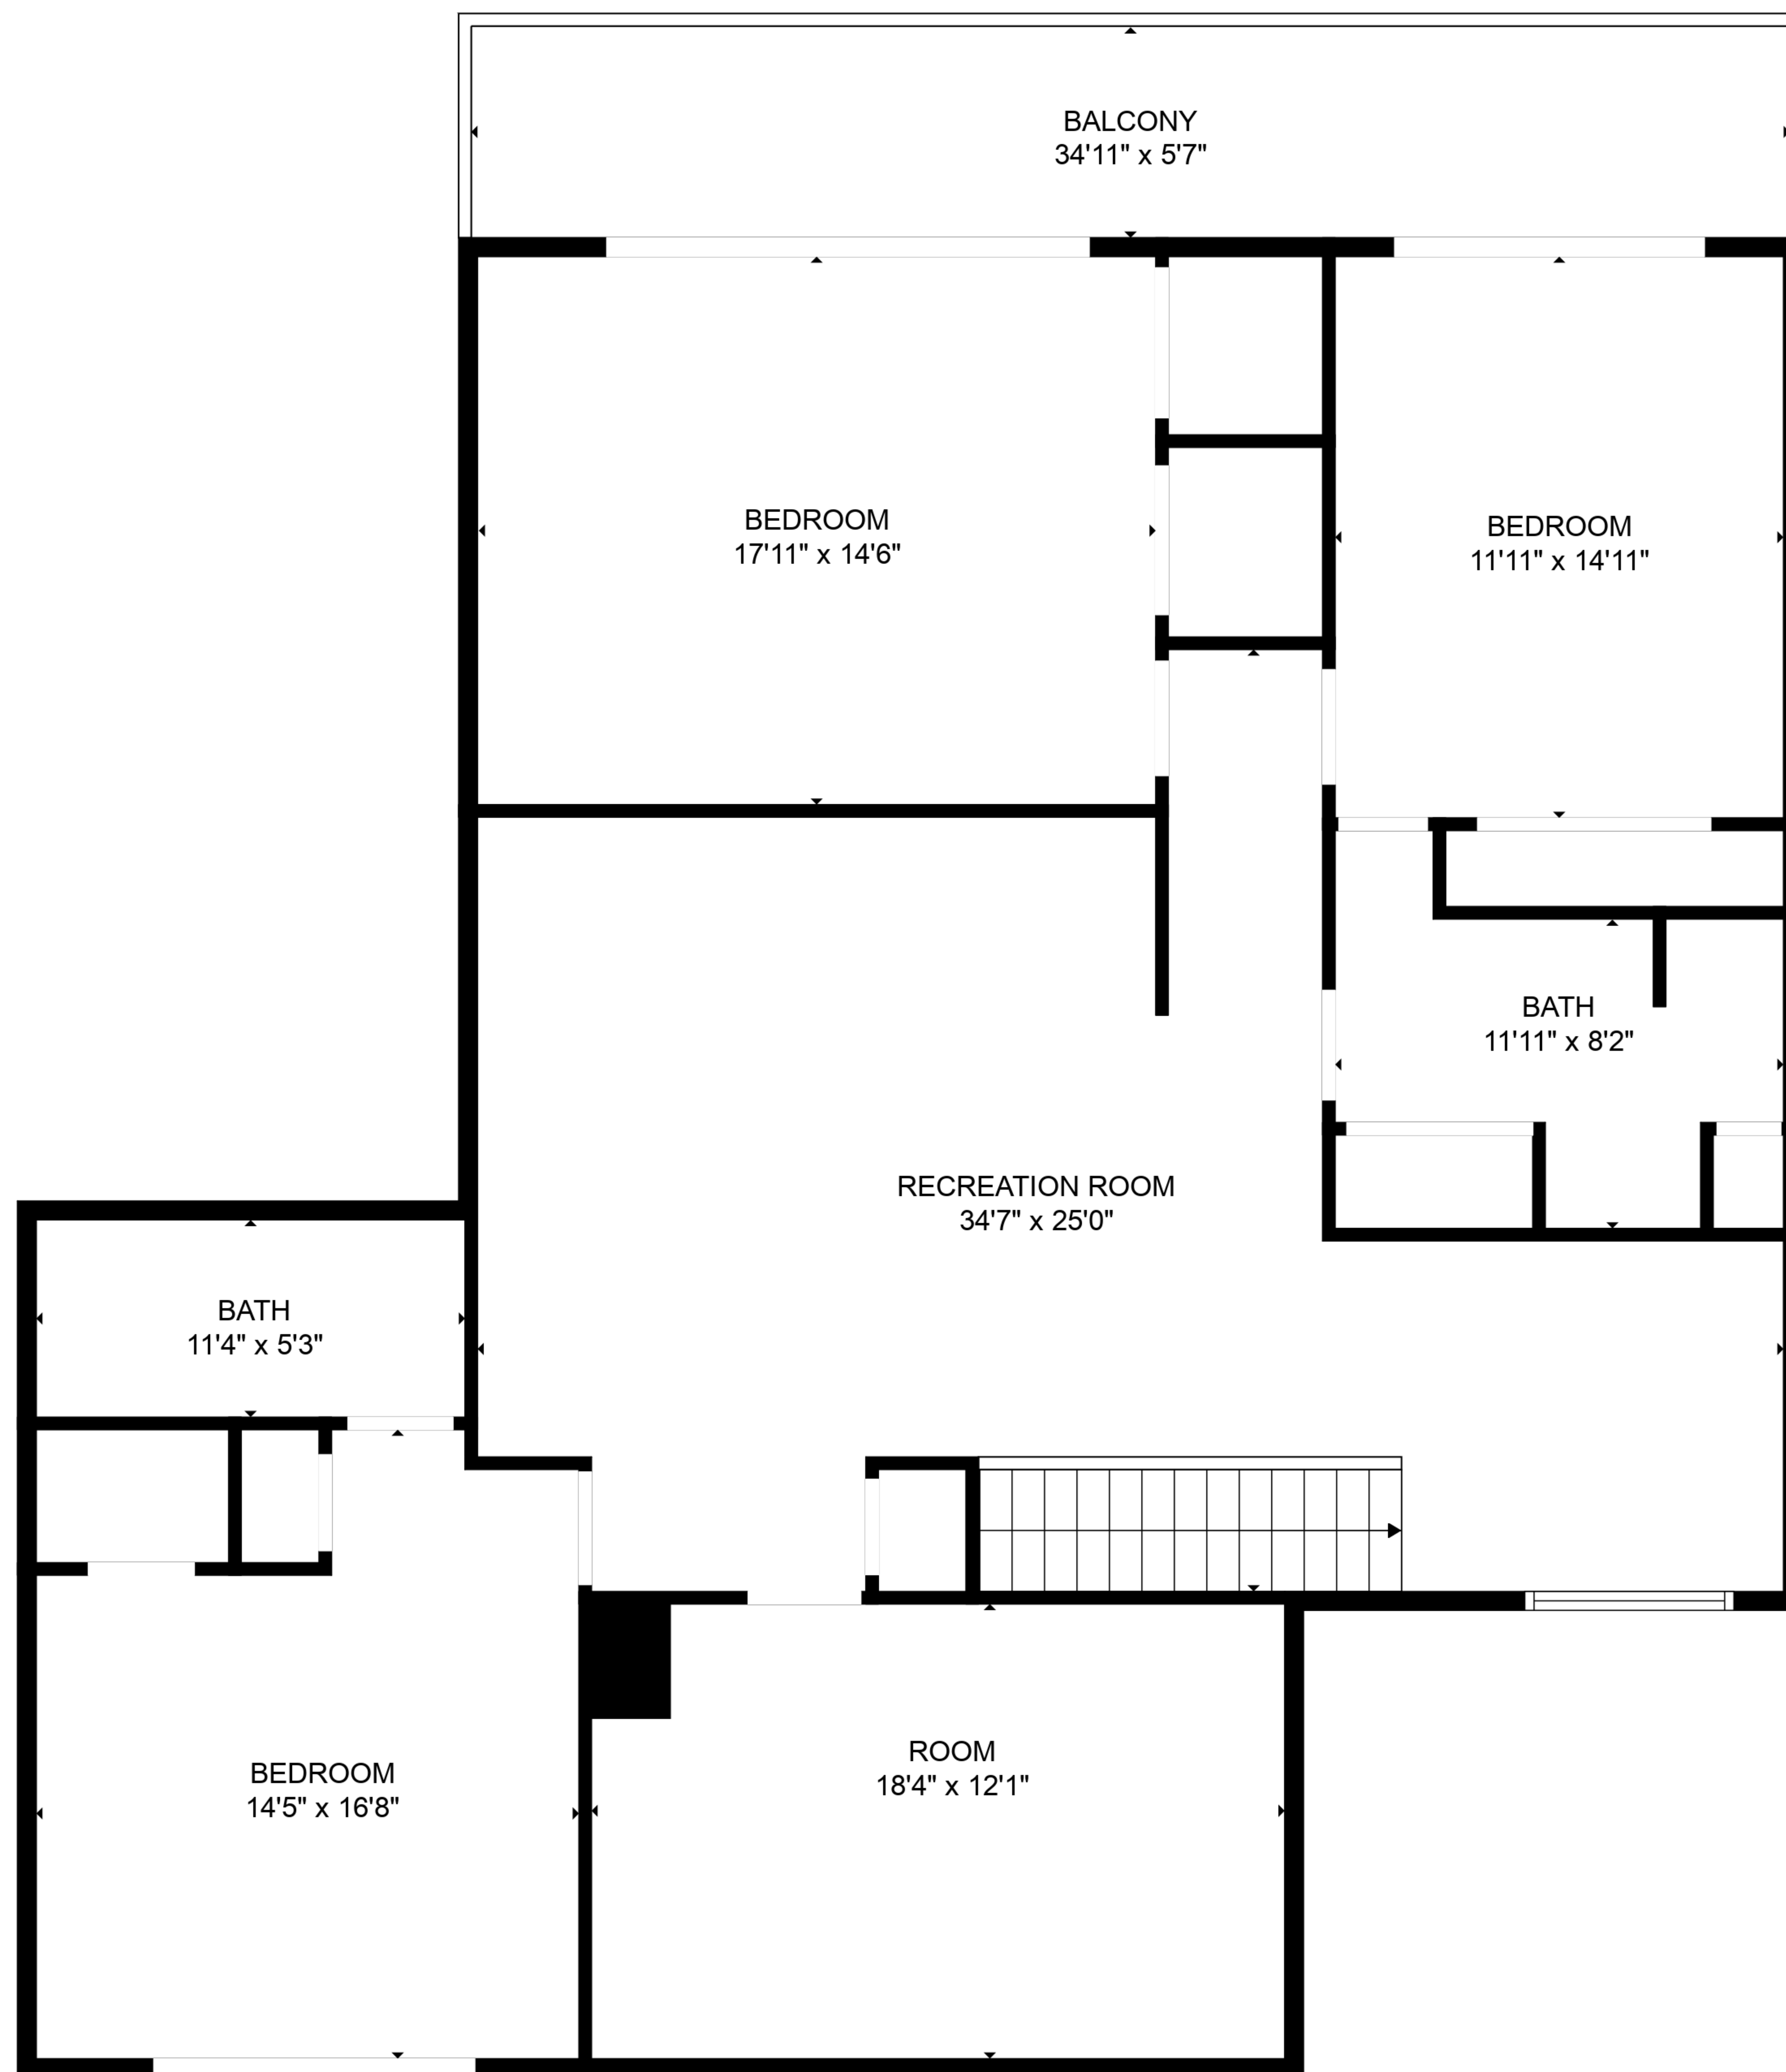 BALCONY
34'11" x 5'7"
BEDROOM
17'11" x 14'6"
BEDROOM
11'11" x 14'11"
BATH
11'11" x 8'2"
RECREATION ROOM
34'7" x 25'0"
BATH
11'4" x 5'3"
BEDROOM
14'5" x 16'8"
ROOM
18'4" x 12'1"